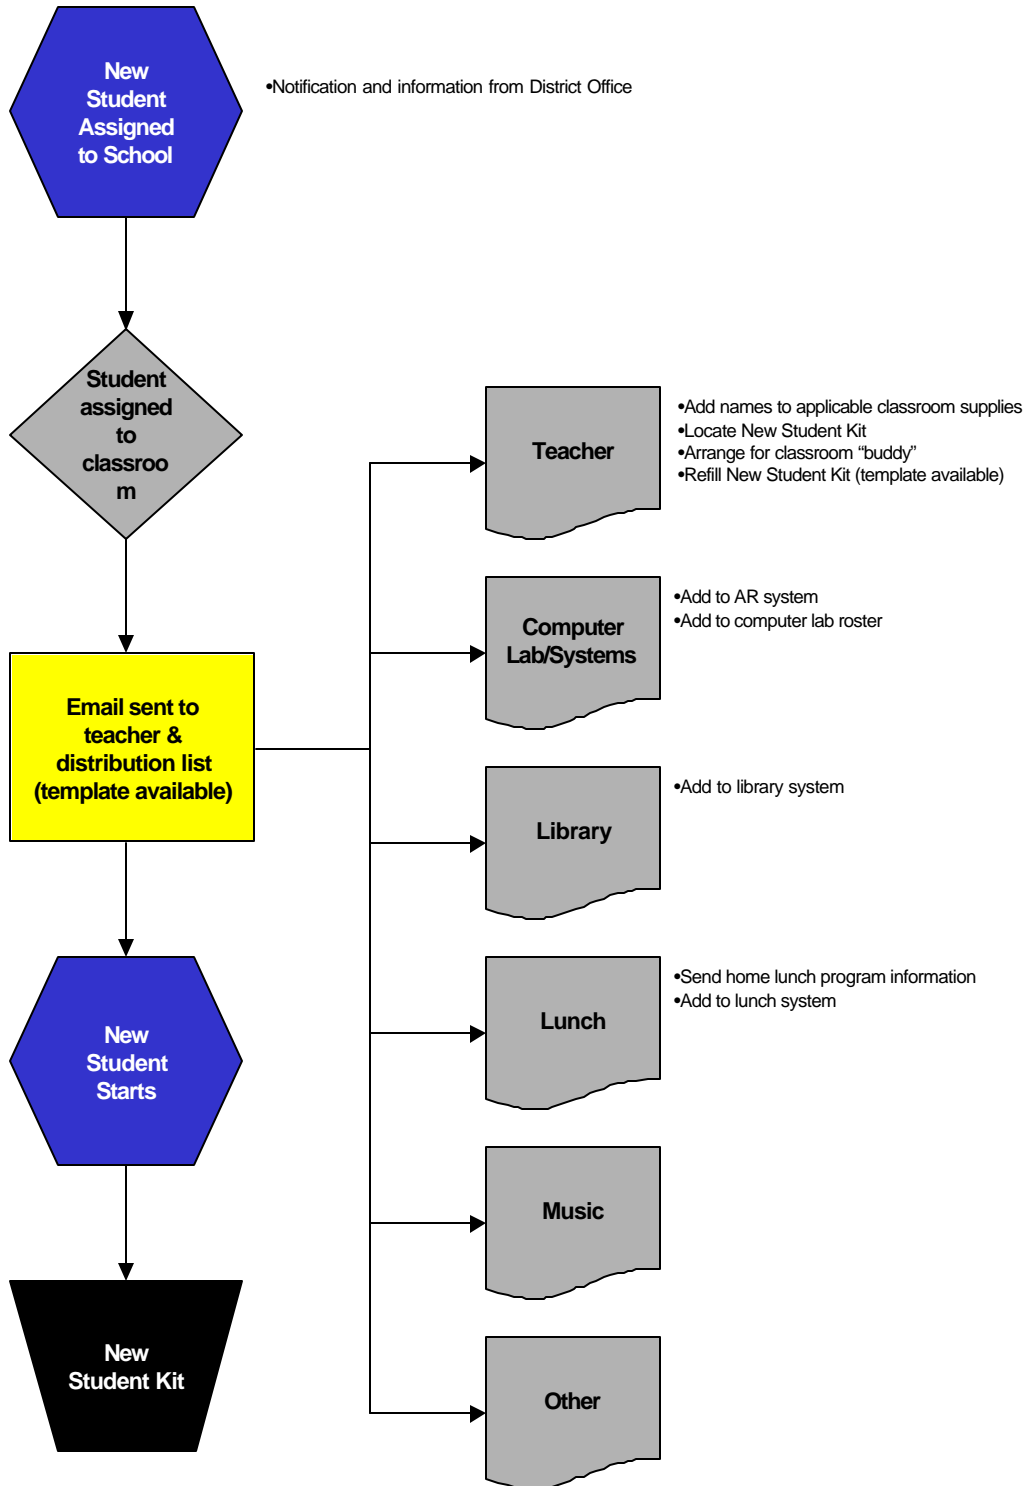 New
Student
Assigned
to School
•Notification and information from District Office
Student
assigned
to
classroo
m
Email sent to
teacher &
distribution list
(template available)
New
Student
Starts
New
Student Kit
Teacher
•Add names to applicable classroom supplies
•Locate New Student Kit
•Arrange for classroom “buddy”
•Refill New Student Kit (template available)
Computer
Lab/Systems
•Add to AR system
•Add to computer lab roster
Library
•Add to library system
Lunch
•Send home lunch program information
•Add to lunch system
Music
Other